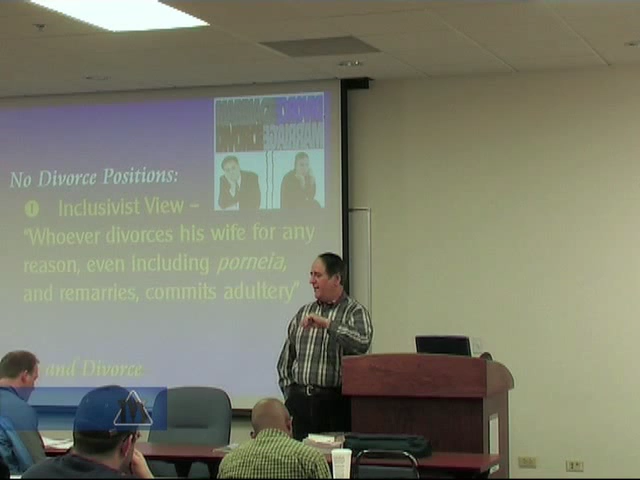 No Divorce Positions:
Inclusivist View –
"Whoever divorces his wife for any
reason, even including porneia,
and remarries, commits adultery"
and Divorce